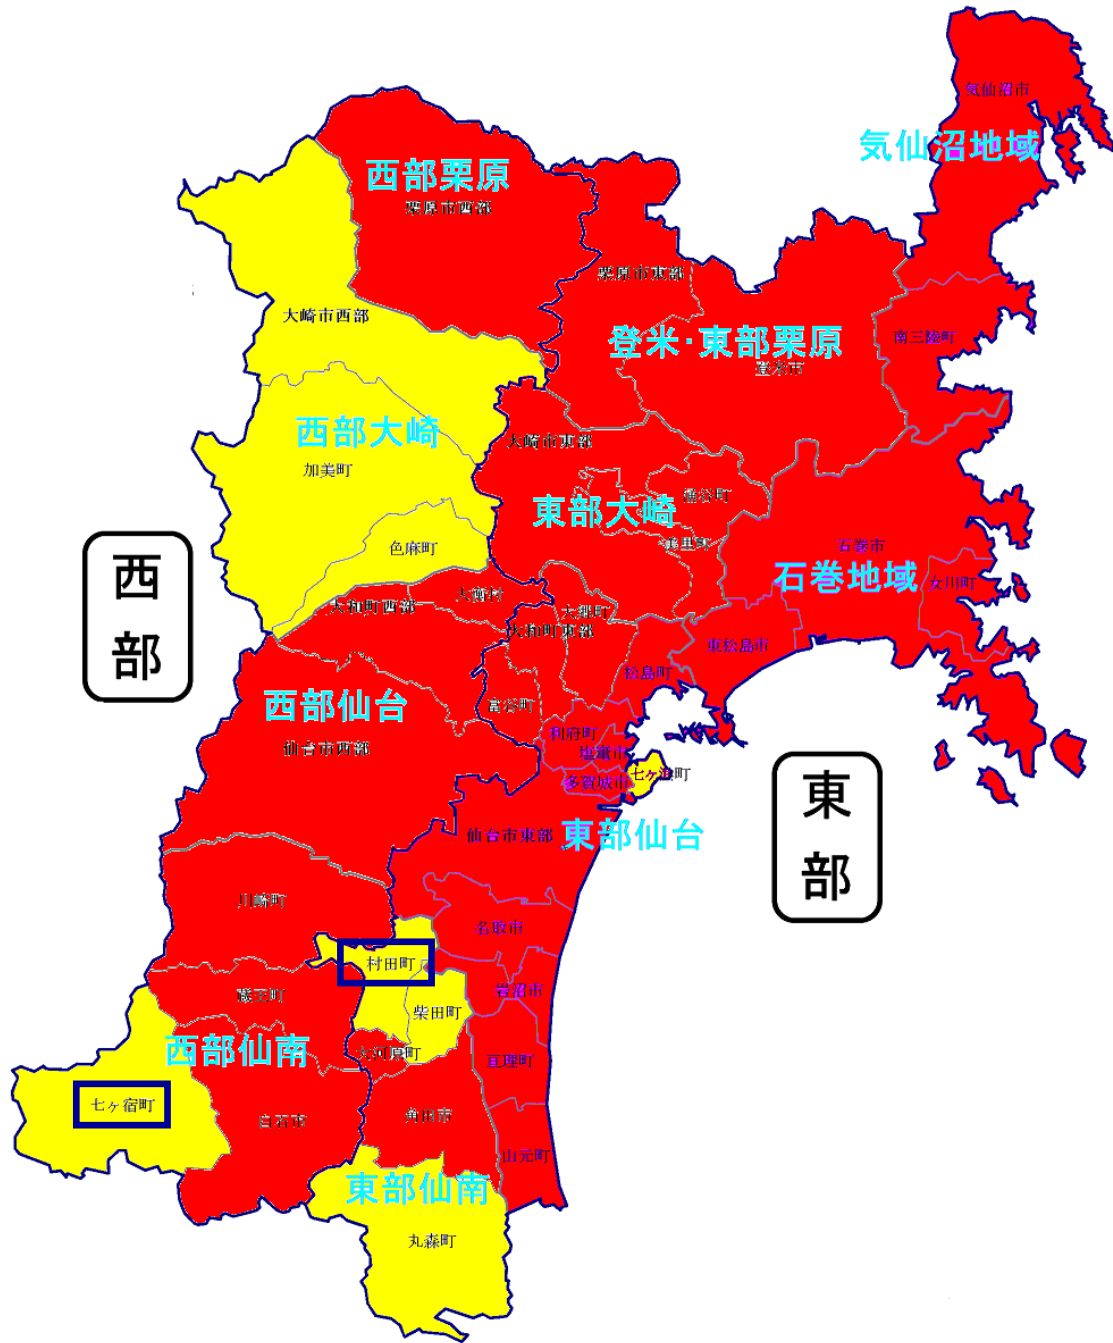 気仙沼市
気仙沼地域
西部栗原
栗原市西部
栗原市東部
大崎市西部
登米・東部栗原
登米市
南三陸町
西部大崎
大崎市東部
加美町
涌谷町
東部大崎
美里町
色麻町
石巻市
石巻地域
女川町
西部
大衡村
大和町西部
大郷町
大和町東部
東松島市
松島町
西部仙台
富谷町
仙台市西部
利府町
塩竈市
七ヶ浜町
多賀城市
東部
仙台市東部
東部仙台
川崎町
名取市
村田町
蔵王町
岩沼市
柴田町
西部仙南
大河原町
亘理町
七ヶ宿町
白石市
角田市
山元町
東部仙南
丸森町